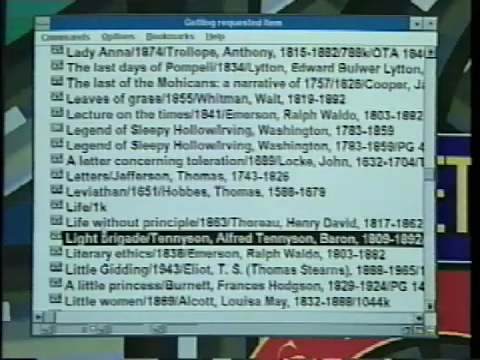 Getting requested item
Commands Options Bookmarks Help
Lady Anna/1874/Trollope, Anthony, 1815-1882/789k/OTA
The last days of Pompeii/1834/Lytton, Edward Bulwer Lytton,
The last of the Mohicans: a narrative of 1757/1826/Cooper,
Leaves of grass/1855/Whitman, Walt, 1819-1892
Lecture on the times/1841/Emerson, Ralph Waldo, 1803-1882
Legend of Sleepy Hollow/Irving, Washington, 1783-1859
Legend of Sleepy Hollow/Irving, Washington, 1783-1859/PG
A letter concerning toleration/1689/Locke, John, 1632-1704/
Letters/Jefferson, Thomas, 1743-1826
Leviathan/1651/Hobbes, Thomas, 1588-1679
Life/1k
Life without principle/1863/Thoreau, Henry David, 1817-1862
Light brigade/Tennyson, Alfred Tennyson, Baron, 1809-1892
Literary ethics/1838/Emerson, Ralph Waldo, 1803-1882
Little Gidding/1943/Eliot, T. S. (Thomas Stearns), 1888-1965/
A little princess/Burnett, Frances Hodgson, 1829-1924/PG
Little women/1869/Alcott, Louisa May, 1832-1888/1044k
ET